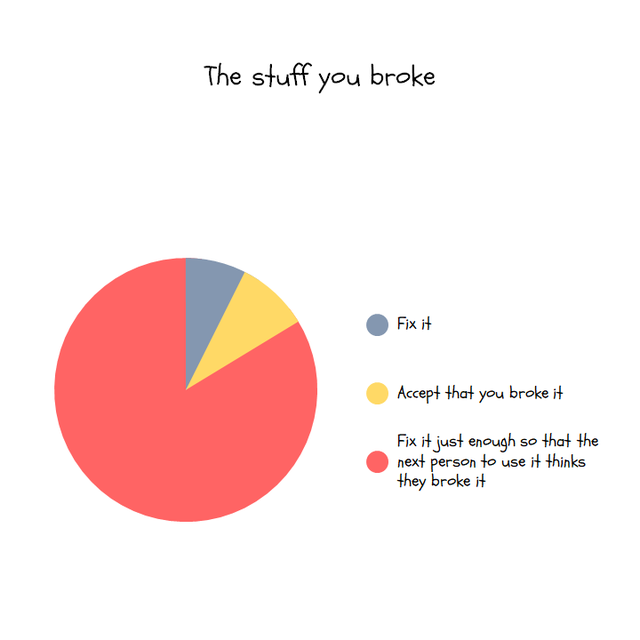 The stuff you broke
Fix it
Accept that you broke it
Fix it just enough so that the
next person to use it thinks
they broke it